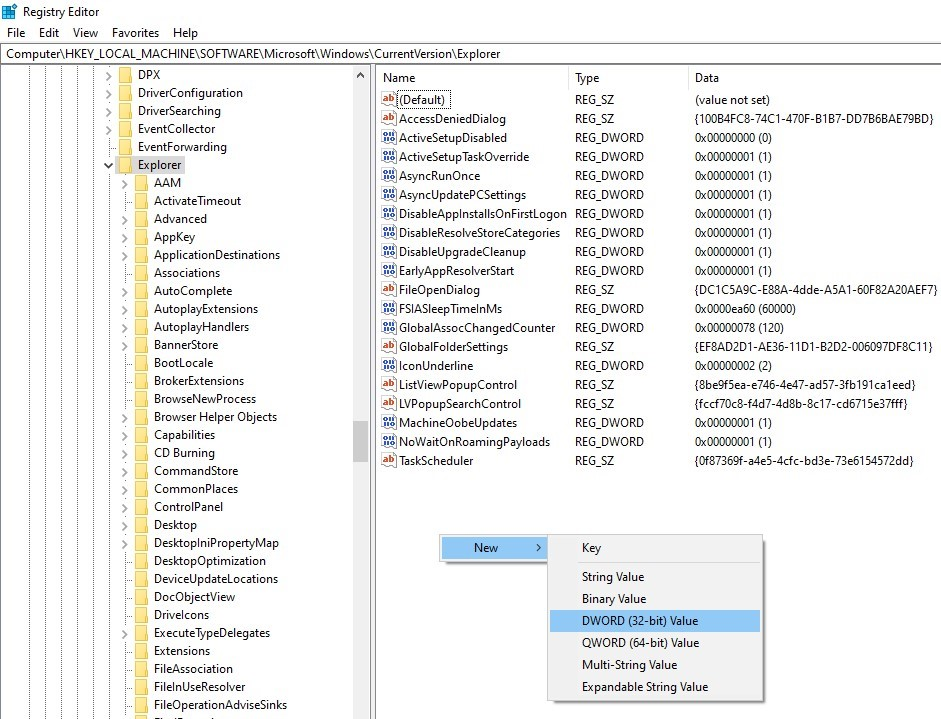 Registry Editor
File Edit View Favorites Help
Computer\HKEY_LOCAL_MACHINE\SOFTWARE\Microsoft\Windows\CurrentVersion\Explorer
DPX
DriverConfiguration
DriverSearching
EventCollector
EventForwarding
Explorer
AAM
ActivateTimeout
Advanced
AppKey
ApplicationDestinations
Associations
AutoComplete
AutoplayExtensions
AutoplayHandlers
BannerStore
BootLocale
BrokerExtensions
BrowseNewProcess
Browser Helper Objects
Capabilities
CD Burning
CommandStore
CommonPlaces
ControlPanel
Desktop
DesktopIniPropertyMap
DesktopOptimization
DeviceUpdateLocations
DocObjectView
DriveIcons
ExecuteTypeDelegates
Extensions
FileAssociation
FileInUseResolver
FileOperationAdviseSinks
Name Type Data
(Default) REG_SZ (value not set)
AccessDeniedDialog REG_SZ {100B4FC8-74C1-470F-B1B7-DD7B6BAE79BD}
ActiveSetupDisabled REG_DWORD 0x00000000 (0)
ActiveSetupTaskOverride REG_DWORD 0x00000001 (1)
AsyncRunOnce REG_DWORD 0x00000001 (1)
AsyncUpdatePCSettings REG_DWORD 0x00000001 (1)
DisableAppInstallsOnFirstLogon REG_DWORD 0x00000001 (1)
DisableResolveStoreCategories REG_DWORD 0x00000001 (1)
DisableUpgradeCleanup REG_DWORD 0x00000001 (1)
EarlyAppResolverStart REG_DWORD 0x00000001 (1)
FileOpenDialog REG_SZ {DC1C5A9C-E88A-4dde-A5A1-60F82A20AEF7}
FSIASleepTimeInMs REG_DWORD 0x0000ea60 (60000)
GlobalAssocChangedCounter REG_DWORD 0x00000078 (120)
GlobalFolderSettings REG_SZ {EF8AD2D1-AE36-11D1-B2D2-006097DF8C11}
IconUnderline REG_DWORD 0x00000002 (2)
ListViewPopupControl REG_SZ {8be9f5ea-e746-4e47-ad57-3fb191ca1eed}
LVPopupSearchControl REG_SZ {fccf70c8-f4d7-4d8b-8c17-cd6715e37fff}
MachineOobeUpdates REG_DWORD 0x00000001 (1)
NoWaitOnRoamingPayloads REG_DWORD 0x00000001 (1)
TaskScheduler REG_SZ {0f87369f-a4e5-4cfc-bd3e-73e6154572dd}
New
Key
String Value
Binary Value
DWORD (32-bit) Value
QWORD (64-bit) Value
Multi-String Value
Expandable String Value